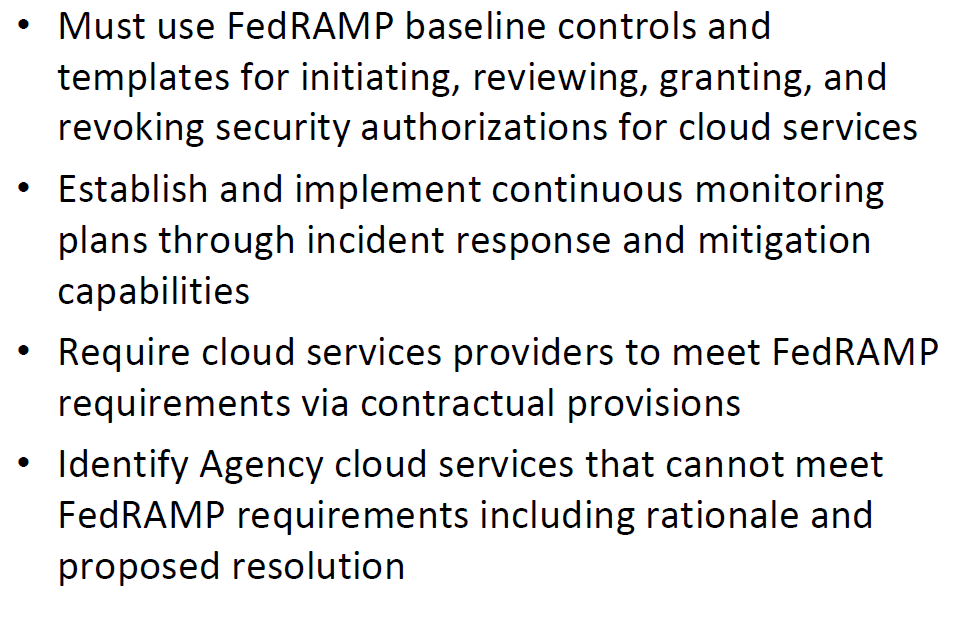 • Must use FedRAMP baseline controls and
templates for initiating, reviewing, granting, and
revoking security authorizations for cloud services
• Establish and implement continuous monitoring
plans through incident response and mitigation
capabilities
• Require cloud services providers to meet FedRAMP
requirements via contractual provisions
• Identify Agency cloud services that cannot meet
FedRAMP requirements including rationale and
proposed resolution